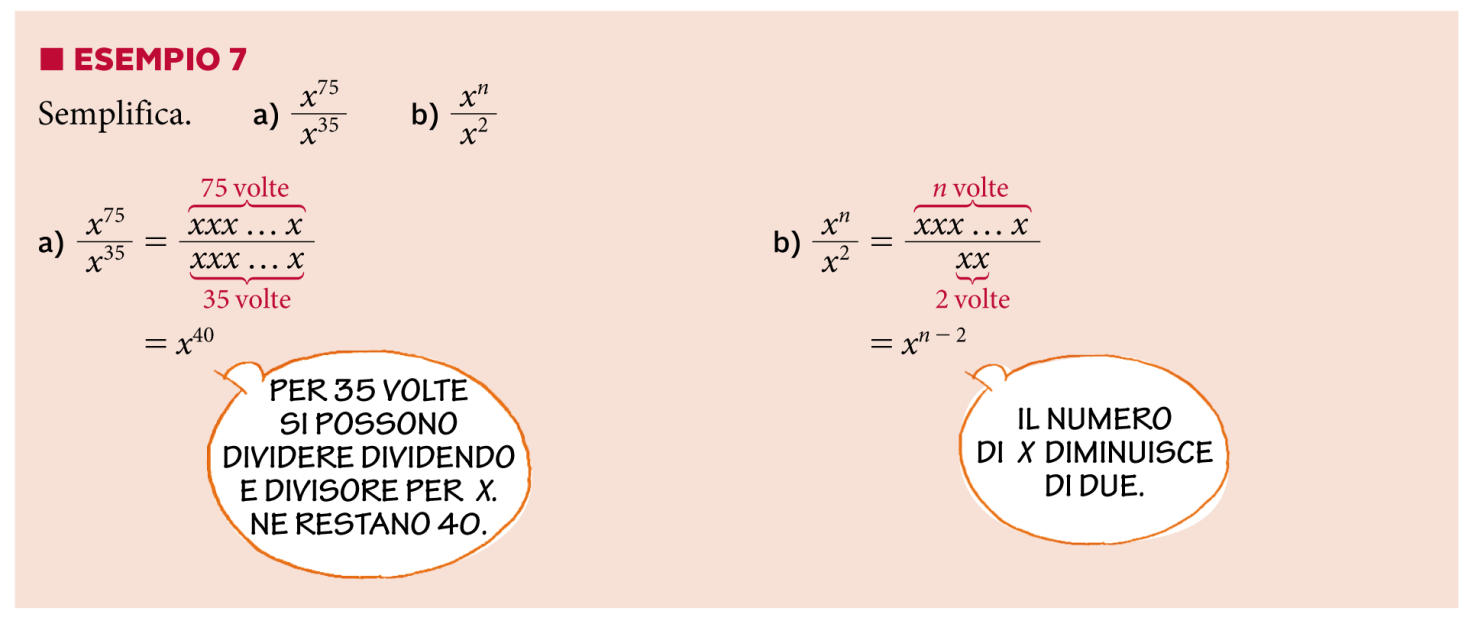 ■ ESEMPIO 7
Semplifica. a) x^75/x^35 b) x^n/x^2
75 volte
a) x^75/x^35 = xxx … x/xxx … x
35 volte
= x^40
PER 35 VOLTE
SI POSSONO
DIVIDERE DIVIDENDO
E DIVISORE PER X.
NE RESTANO 40.
n volte
b) x^n/x^2 = xxx … x/xx
2 volte
= x^(n − 2)
IL NUMERO
DI X DIMINUISCE
DI DUE.